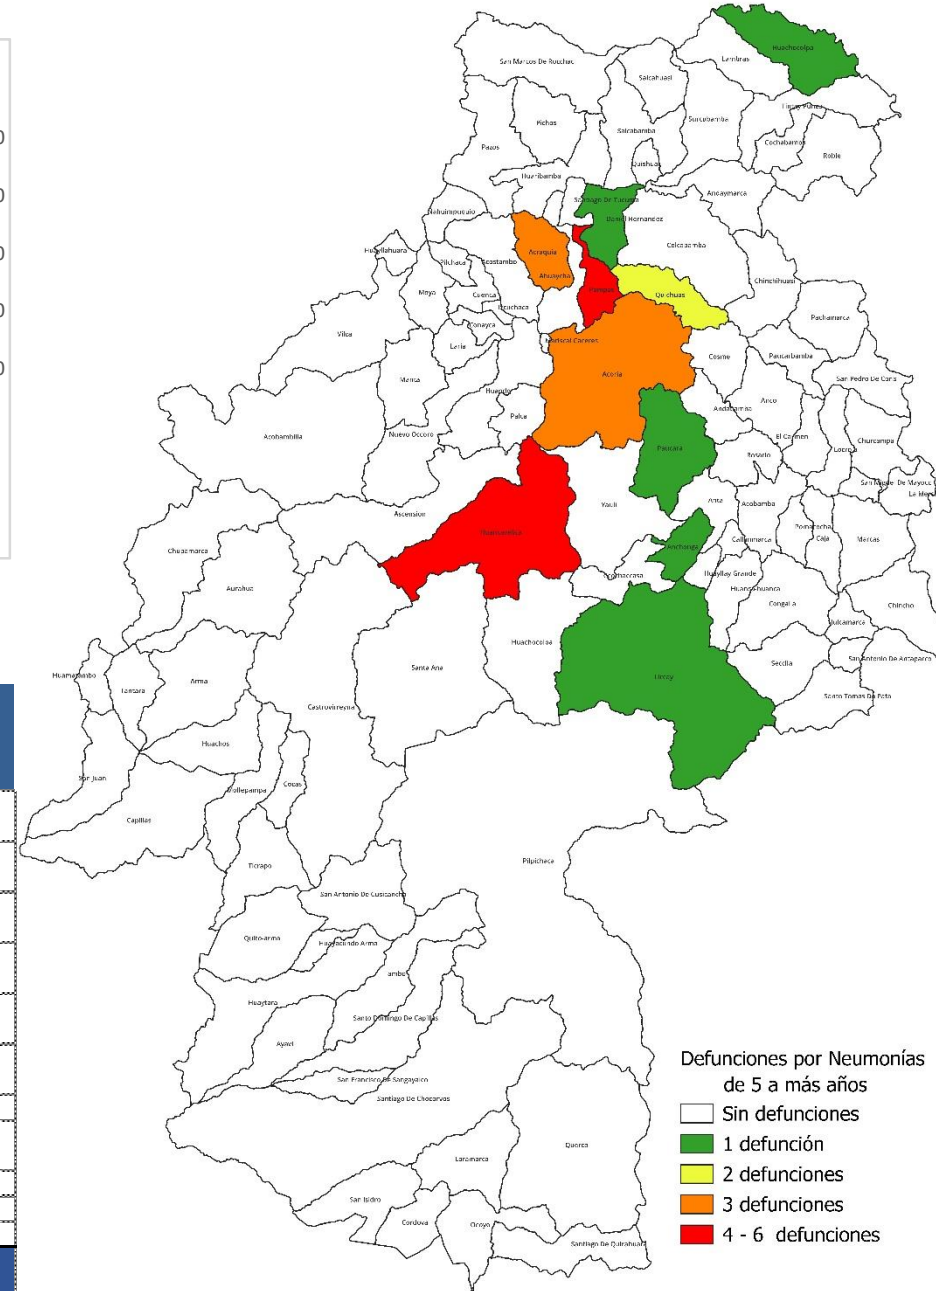 Huachocolpa
Lambras
San Marcos De Rocchac
Salcahuasi
Surcubamba
Pichos
Salcabamba
Cochabamba
Pazos
Quishuar
Roble
Huaribamba
Andaymarca
Daniel Hernandez
Ñahuimpuquio
Colcabamba
Acraquia
Huayllahuara
Pilchaca
Ahuaycha
Chinchihuasi
Moya
Cuenca
Pampas
Quichuas
Izcuchaca
Pachamarca
Conayca
Vilca
Mariscal Caceres
Laria
Cosme
Paucarbamba
Manta
Acoria
San Pedro De Coris
Huando
Anco
Palca
Andabamba
Acobambilla
Nuevo Occoro
El Carmen
Churcampa
Paucara
Locroja
Rosario
San Miguel De Mayocc
Yauli
Anta
Acobamba
Ascension
Huancavelica
Pomacocha
Caja
Marcas
Chupamarca
Anchonga
Callanmarca
Huayllay Grande
Aurahua
Congalla
Chincho
Huachocolpa
Julcamarca
Santa Ana
Secclla
San Antonio De Antaparco
Huamatambo
Arma
Lircay
Tantara
Santo Tomas De Pata
Castrovirreyna
Huachos
San Juan
Cocas
Mollepampa
Capillas
Pilpichaca
Ticrapo
San Antonio De Cusicancha
Quito-arma
Huayacundo Arma
Tambo
Huaytara
Santo Domingo De Capillas
Ayavi
San Francisco De Sangayaico
Santiago De Chocorvos
Querco
Laramarca
San Isidro
Cordova
Ocoyo
Santiago De Quirahuara
Defunciones por Neumonías
de 5 a más años
Sin defunciones
1 defunción
2 defunciones
3 defunciones
4 - 6 defunciones